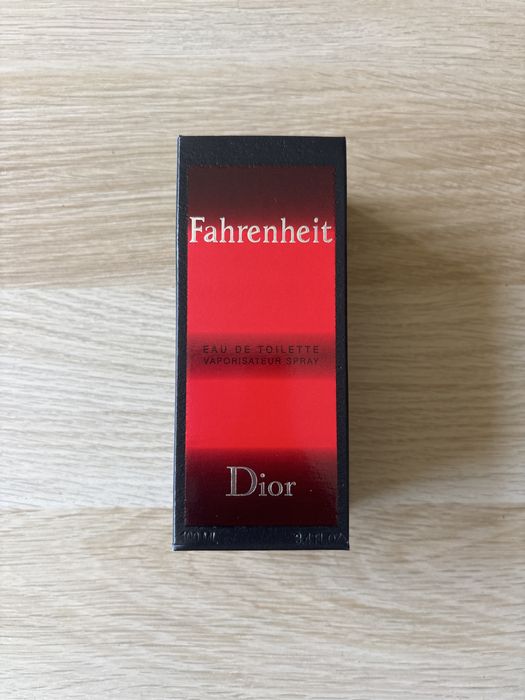 Fahrenheit
EAU DE TOILETTE
VAPORISATEUR SPRAY
Dior
100 ML 3.4 FL OZ